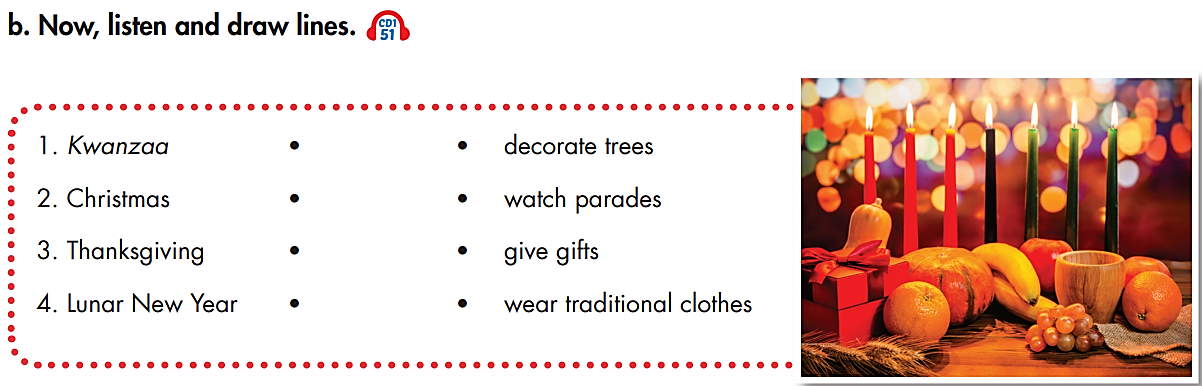 b. Now, listen and draw lines. CD1 51
1. Kwanzaa • • decorate trees
2. Christmas • • watch parades
3. Thanksgiving • • give gifts
4. Lunar New Year • • wear traditional clothes